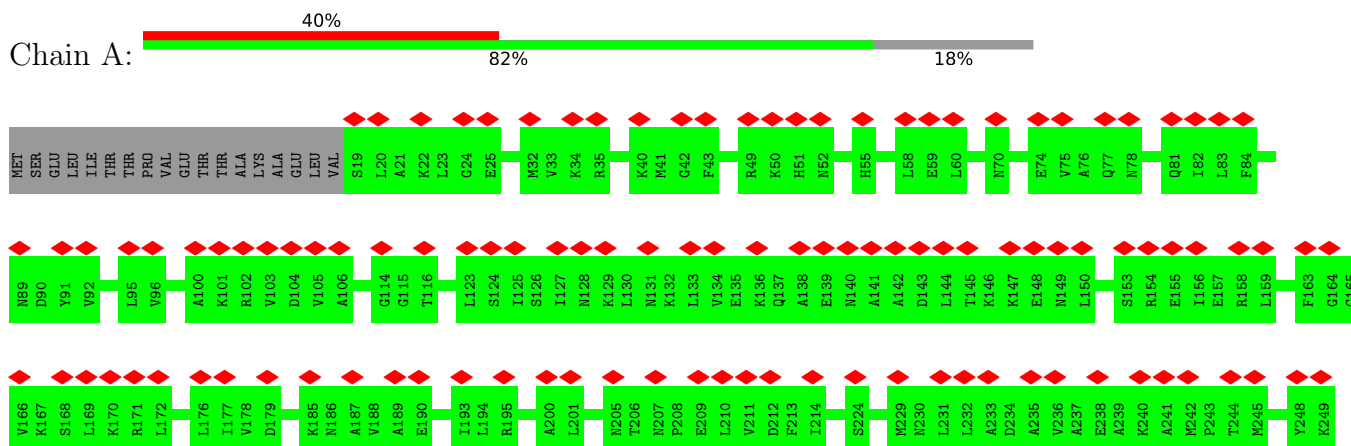 40%
Chain A:
82% 18%
MET SER GLU LEU ILE THR THR PRO VAL GLU THR THR ALA LYS ALA GLU LEU VAL S19 L20 A21 K22 L23 G24 E25 M32 V33 K34 R35 K40 M41 G42 F43 R49 K50 H51 N52 H55 L58 E59 L60 N70 E74 V75 A76 Q77 N78 Q81 I82 L83 F84
N89 D90 Y91 V92 L95 V96 A100 K101 R102 V103 D104 V105 A106 G114 G115 T116 L123 S124 I125 S126 I127 N128 K129 L130 N131 K132 L133 V134 E135 K136 Q137 A138 E139 N140 A141 A142 D143 L144 T145 K146 K147 E148 N149 L150 S153 R154 E155 I156 E157 R158 L159 F163 G164 G165
V166 K167 S168 L169 K170 R171 L172 L176 I177 V178 D179 K185 N186 A187 V188 A189 E190 I193 L194 R195 A200 L201 N205 T206 N207 P208 E209 L210 V211 D212 F213 I214 S224 M229 N230 L231 L232 A233 D234 A235 V236 A237 E238 A239 K240 A241 M242 P243 T244 M245 Y248 K249